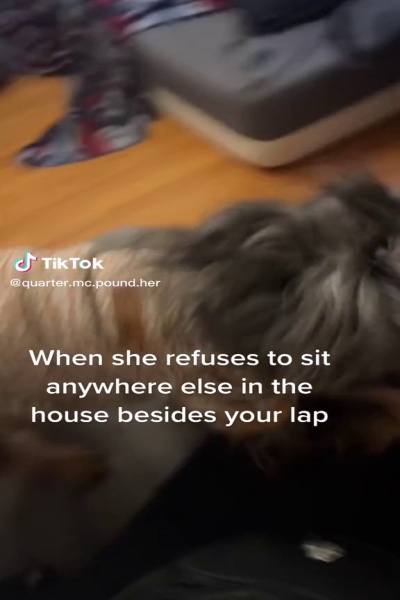 TikTok
@quarter.mc.pound.her
When she refuses to sit
anywhere else in the
house besides your lap